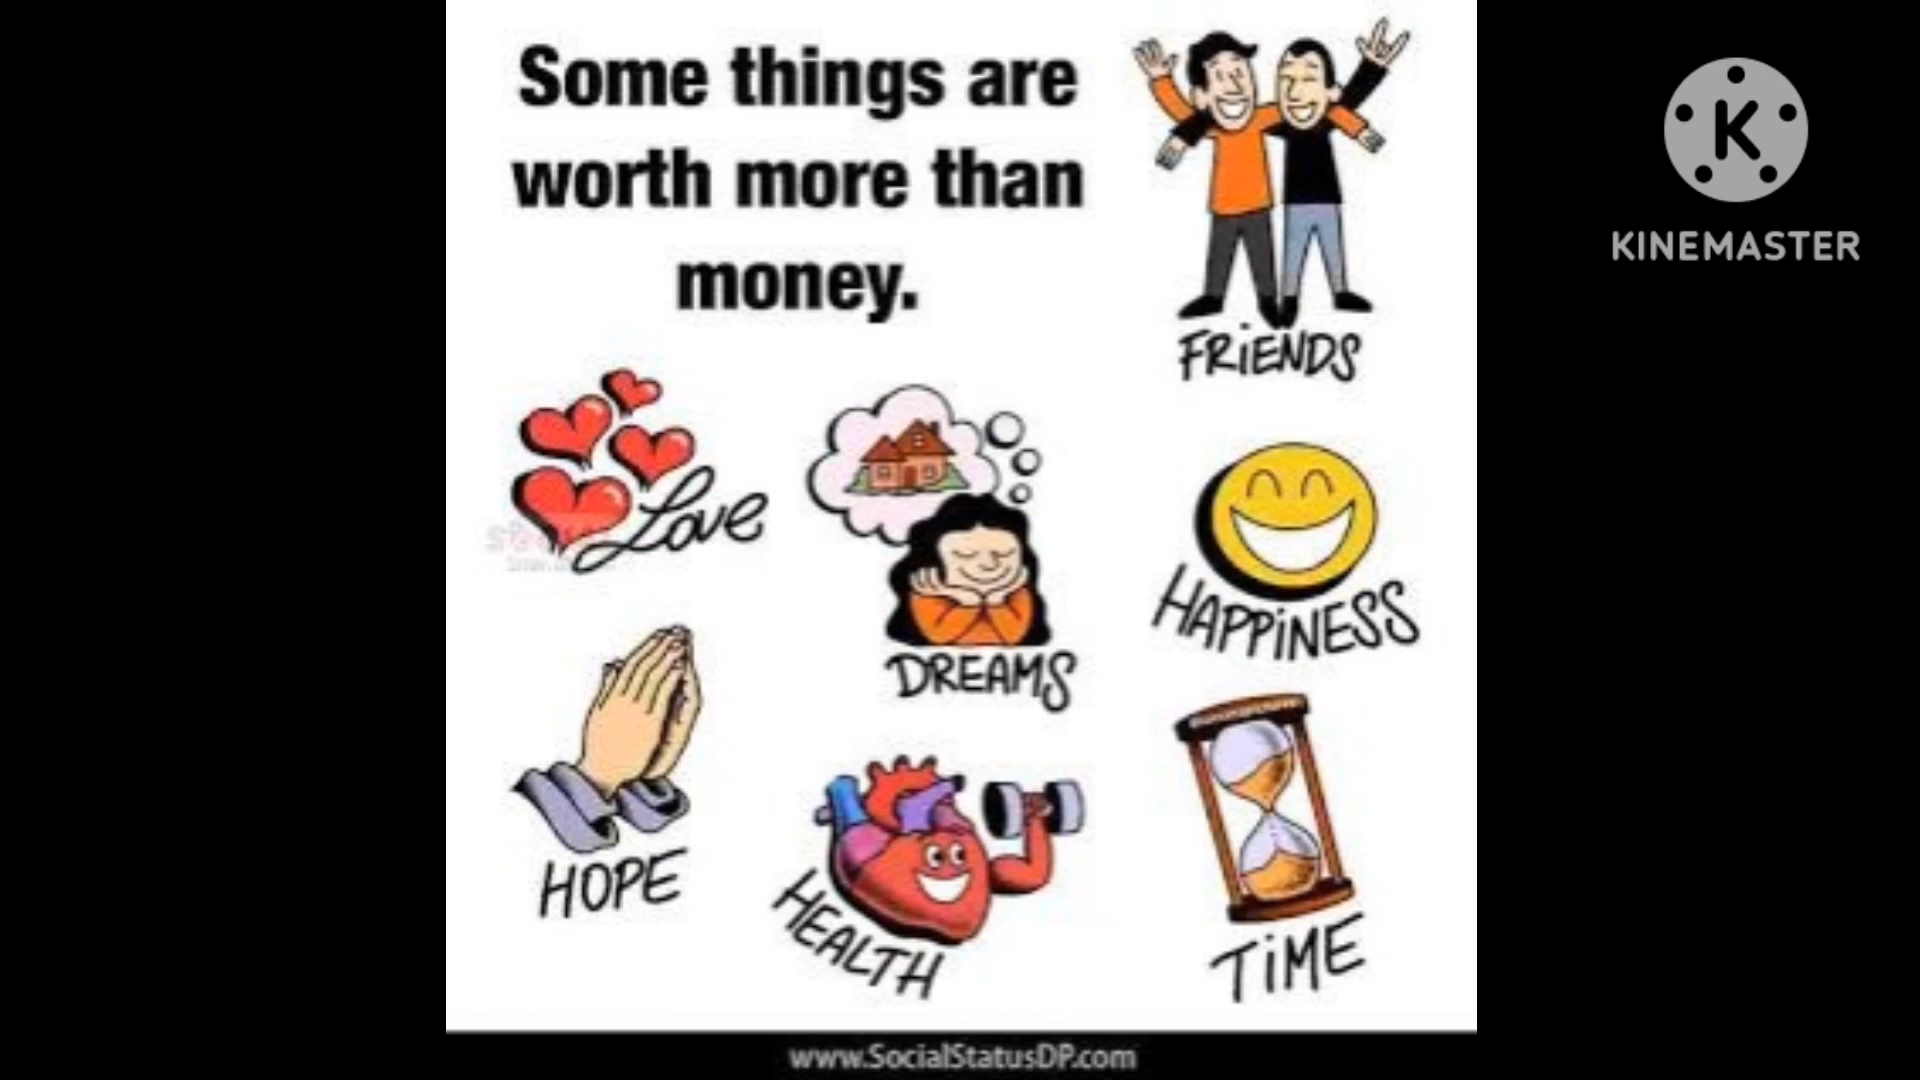 Some things are
worth more than
money.
FRiENDS
Love
DREAMS
HAPPiNESS
HOPE
HEALTH
TiME
K
KINEMASTER
www.SocialStatusDP.com